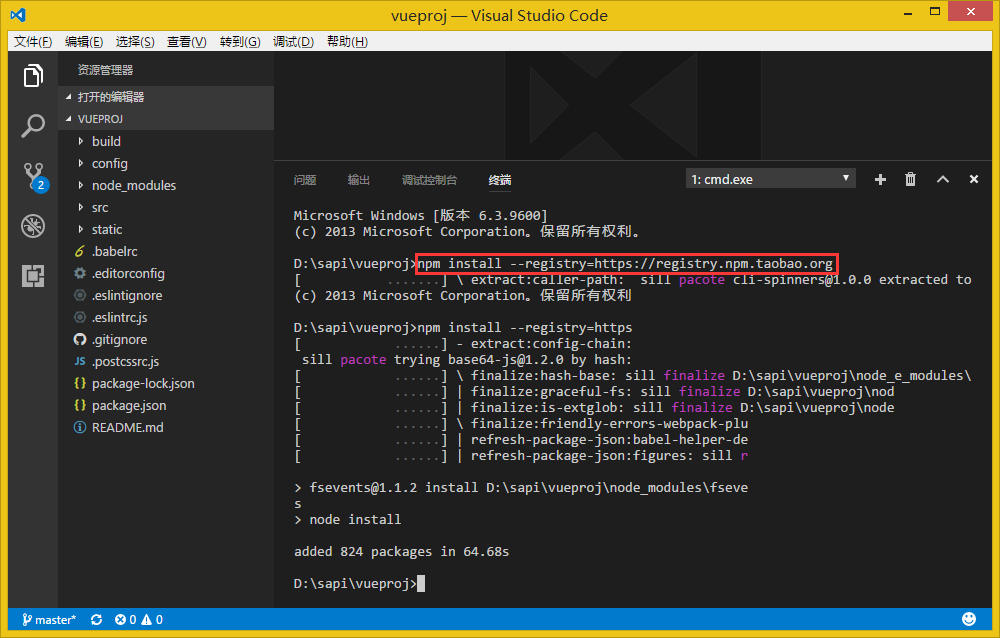 vueproj — Visual Studio Code
文件(F) 编辑(E) 选择(S) 查看(V) 转到(G) 调试(D) 帮助(H)
资源管理器
打开的编辑器
VUEPROJ
build
config
node_modules
src
static
.babelrc
.editorconfig
.eslintignore
.eslintrc.js
.gitignore
JS .postcssrc.js
{} package-lock.json
{} package.json
README.md
2
问题 输出 调试控制台 终端 1: cmd.exe
Microsoft Windows [版本 6.3.9600]
(c) 2013 Microsoft Corporation。保留所有权利。
D:\sapi\vueproj>npm install --registry=https://registry.npm.taobao.org
[ .......] \ extract:caller-path: sill pacote cli-spinners@1.0.0 extracted to
(c) 2013 Microsoft Corporation。保留所有权利
D:\sapi\vueproj>npm install --registry=https
[ ......] - extract:config-chain:
sill pacote trying base64-js@1.2.0 by hash:
[ ......] \ finalize:hash-base: sill finalize D:\sapi\vueproj\node_e_modules\
[ ......] | finalize:graceful-fs: sill finalize D:\sapi\vueproj\nod
[ ......] | finalize:is-extglob: sill finalize D:\sapi\vueproj\node
[ ......] \ finalize:friendly-errors-webpack-plu
[ ......] | refresh-package-json:babel-helper-de
[ ......] | refresh-package-json:figures: sill r
> fsevents@1.1.2 install D:\sapi\vueproj\node_modules\fseve
s
> node install
added 824 packages in 64.68s
D:\sapi\vueproj>
master* 0 0